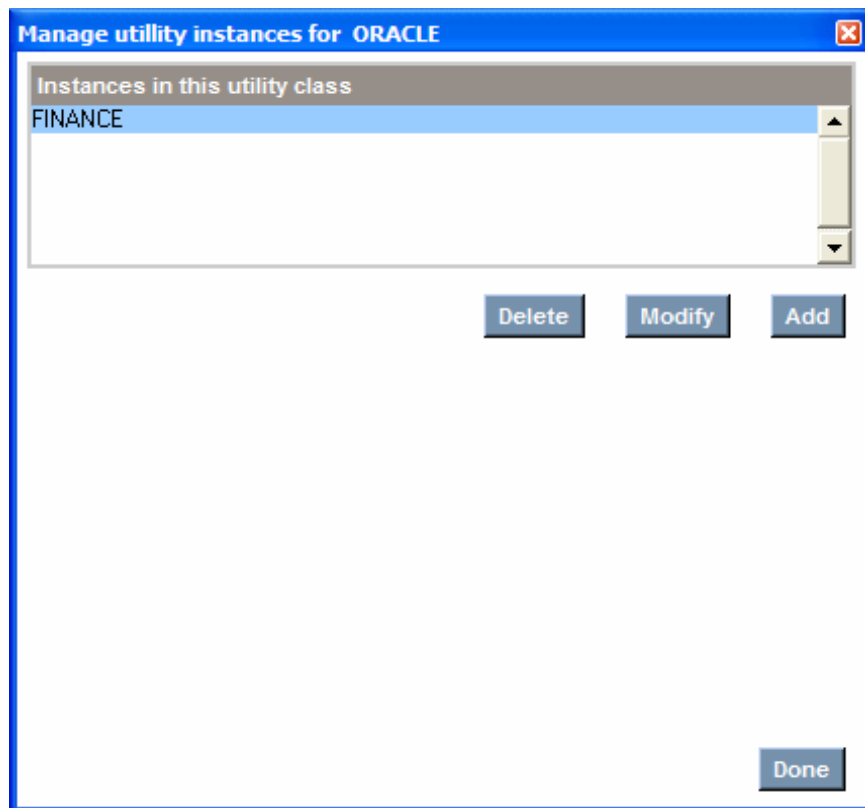 Manage utillity instances for ORACLE
Instances in this utility class
FINANCE
Delete Modify Add
Done